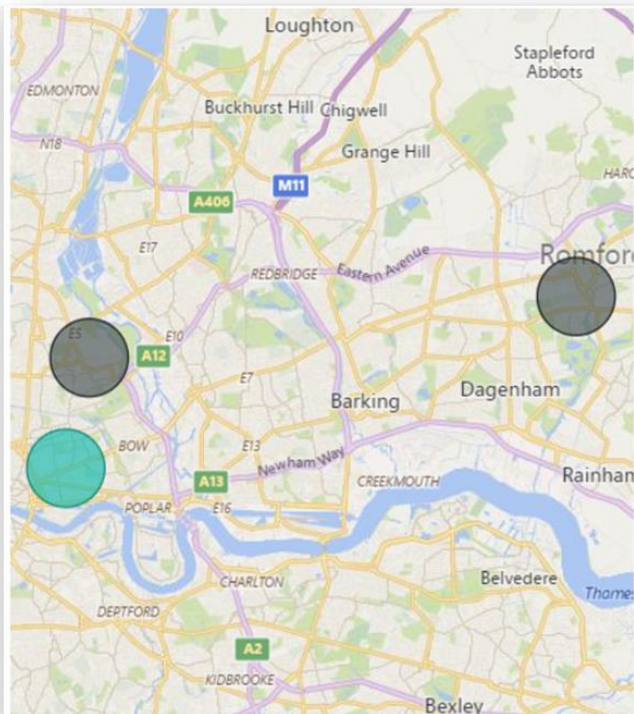 Loughton
Stapleford
Abbots
EDMONTON
Buckhurst Hill
Chigwell
N18
Grange Hill
HARO
M11
A406
E17
Eastern Avenue
Romford
REDBRIDGE
E5
E10
A12
E7
Dagenham
Barking
BOW
E13
Newham Way
Rainham
A13
CREEKMOUTH
POPLAR
E16
CHARLTON
Belvedere
Thames
DEPTFORD
A2
KIDBROOKE
Bexley